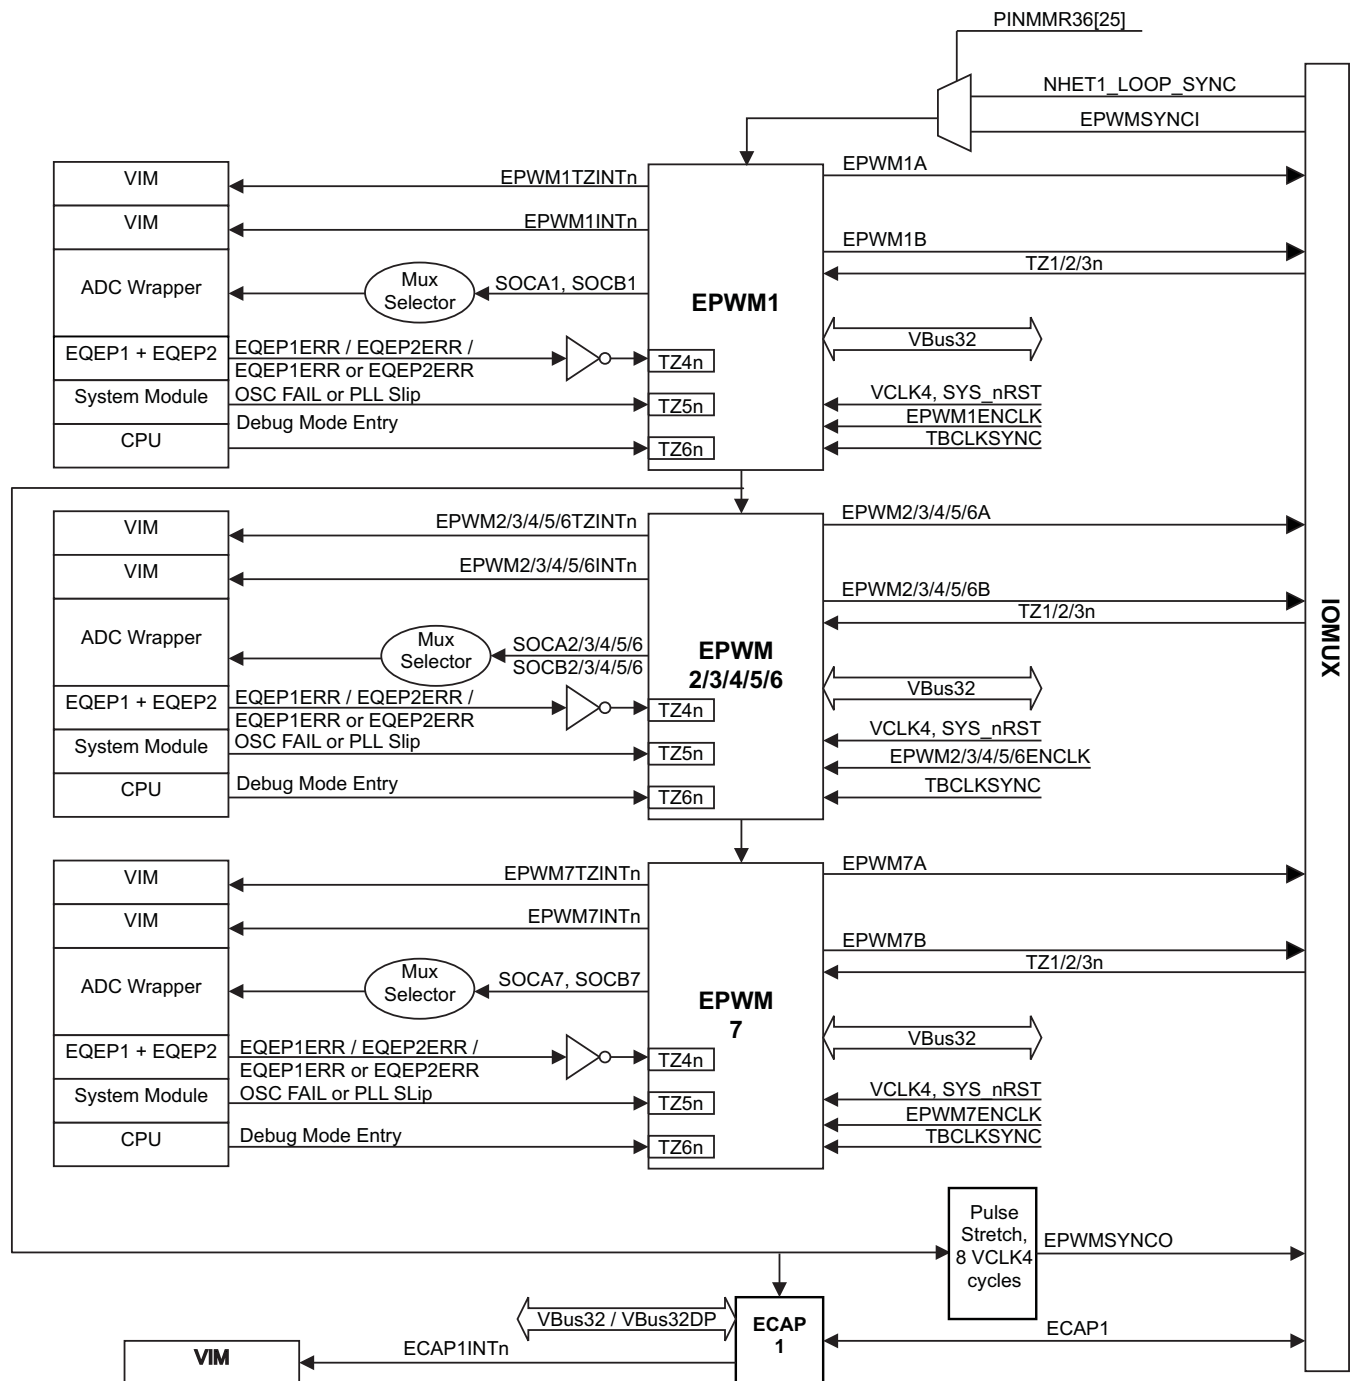 PINMMR36[25]
NHET1_LOOP_SYNC
EPWMSYNCI
VIM
EPWM1TZINTn
EPWM1A
VIM
EPWM1INTn
EPWM1B
TZ1/2/3n
ADC Wrapper
Mux
Selector
SOCA1, SOCB1
EPWM1
VBus32
EQEP1 + EQEP2
EQEP1ERR / EQEP2ERR /
EQEP1ERR or EQEP2ERR
TZ4n
System Module
OSC FAIL or PLL Slip
TZ5n
VCLK4, SYS_nRST
EPWM1ENCLK
TBCLKSYNC
CPU
Debug Mode Entry
TZ6n
VIM
EPWM2/3/4/5/6TZINTn
EPWM2/3/4/5/6A
VIM
EPWM2/3/4/5/6INTn
EPWM2/3/4/5/6B
TZ1/2/3n
IOMUX
ADC Wrapper
Mux
Selector
SOCA2/3/4/5/6
SOCB2/3/4/5/6
EPWM
2/3/4/5/6
VBus32
EQEP1 + EQEP2
EQEP1ERR / EQEP2ERR /
EQEP1ERR or EQEP2ERR
TZ4n
System Module
OSC FAIL or PLL Slip
TZ5n
VCLK4, SYS_nRST
EPWM2/3/4/5/6ENCLK
TBCLKSYNC
CPU
Debug Mode Entry
TZ6n
VIM
EPWM7TZINTn
EPWM7A
VIM
EPWM7INTn
EPWM7B
TZ1/2/3n
ADC Wrapper
Mux
Selector
SOCA7, SOCB7
EPWM
7
VBus32
EQEP1 + EQEP2
EQEP1ERR / EQEP2ERR /
EQEP1ERR or EQEP2ERR
TZ4n
System Module
OSC FAIL or PLL SLip
TZ5n
VCLK4, SYS_nRST
EPWM7ENCLK
TBCLKSYNC
CPU
Debug Mode Entry
TZ6n
Pulse
Stretch,
8 VCLK4
cycles
EPWMSYNCO
VBus32 / VBus32DP
ECAP
1
ECAP1
VIM
ECAP1INTn